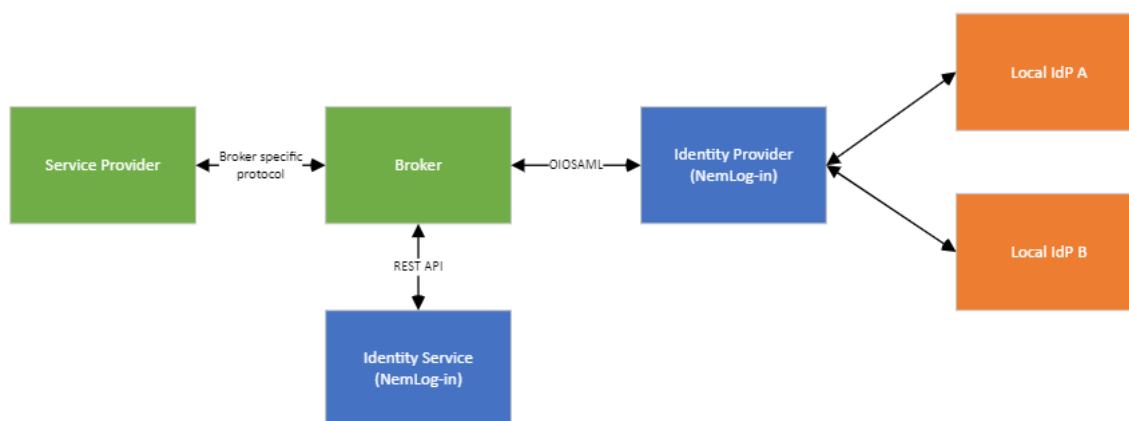 Local IdP A
Service Provider
Broker specific
protocol
Broker
OIOSAML
Identity Provider
(NemLog-in)
Local IdP B
REST API
Identity Service
(NemLog-in)